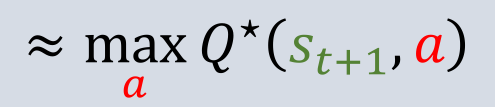 ≈ max Q⋆(s_{t+1}, a)
a